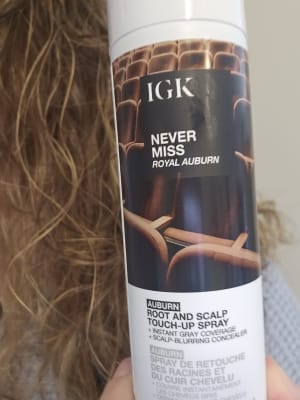 IGK
NEVER
MISS
ROYAL AUBURN
AUBURN
ROOT AND SCALP
TOUCH-UP SPRAY
+ INSTANT GRAY COVERAGE
+ SCALP-BLURRING CONCEALER
AUBURN
SPRAY DE RETOUCHE
DES RACINES ET
DU CUIR CHEVELU